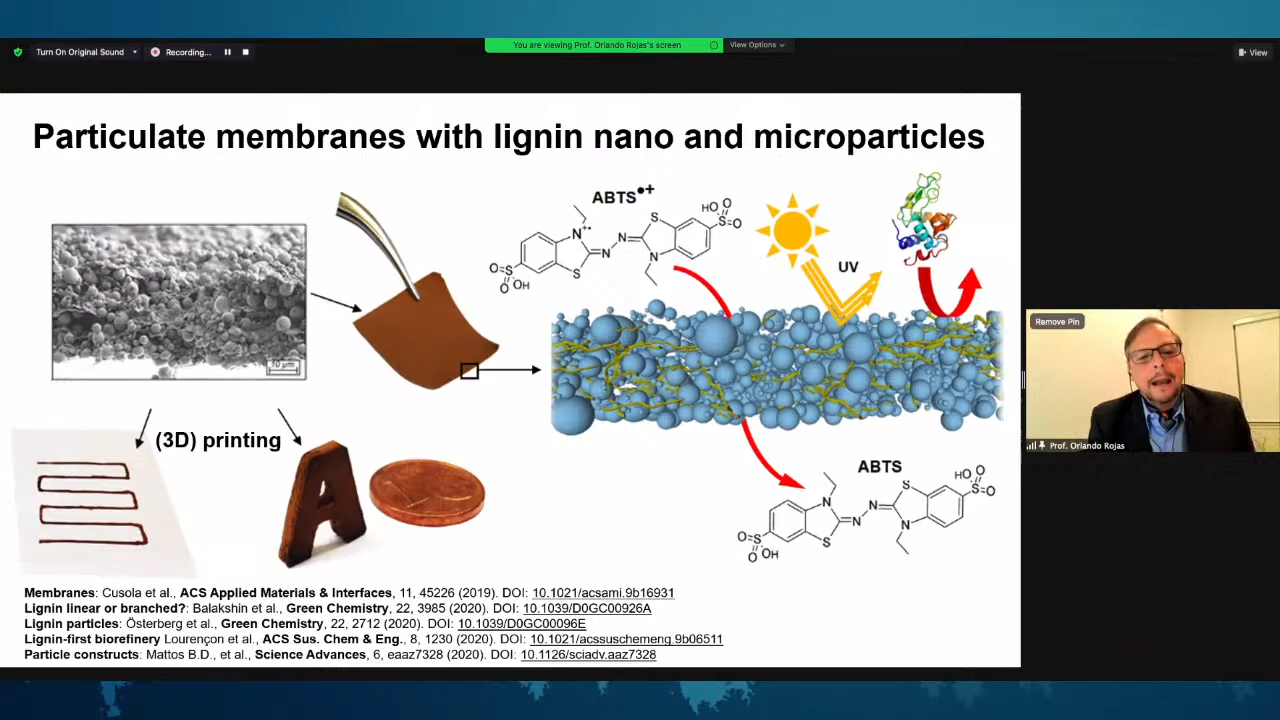 Turn On Original Sound
Recording...
You are viewing Prof. Orlando Rojas's screen
View Options
View
Particulate membranes with lignin nano and microparticles
ABTS•+
HO
S
O
O
N+•
N
N
S
N
S
O
O
OH
S
UV
10 µm
Remove Pin
Prof. Orlando Rojas
(3D) printing
ABTS
HO
S
O
O
S
N
N
N
N
S
O
O
OH
S
Membranes: Cusola et al., ACS Applied Materials & Interfaces, 11, 45226 (2019). DOI: 10.1021/acsami.9b16931
Lignin linear or branched?: Balakshin et al., Green Chemistry, 22, 3985 (2020). DOI: 10.1039/D0GC00926A
Lignin particles: Österberg et al., Green Chemistry, 22, 2712 (2020). DOI: 10.1039/D0GC00096E
Lignin-first biorefinery Lourençon et al., ACS Sus. Chem & Eng., 8, 1230 (2020). DOI: 10.1021/acssuschemeng.9b06511
Particle constructs: Mattos B.D., et al., Science Advances, 6, eaaz7328 (2020). DOI: 10.1126/sciadv.aaz7328